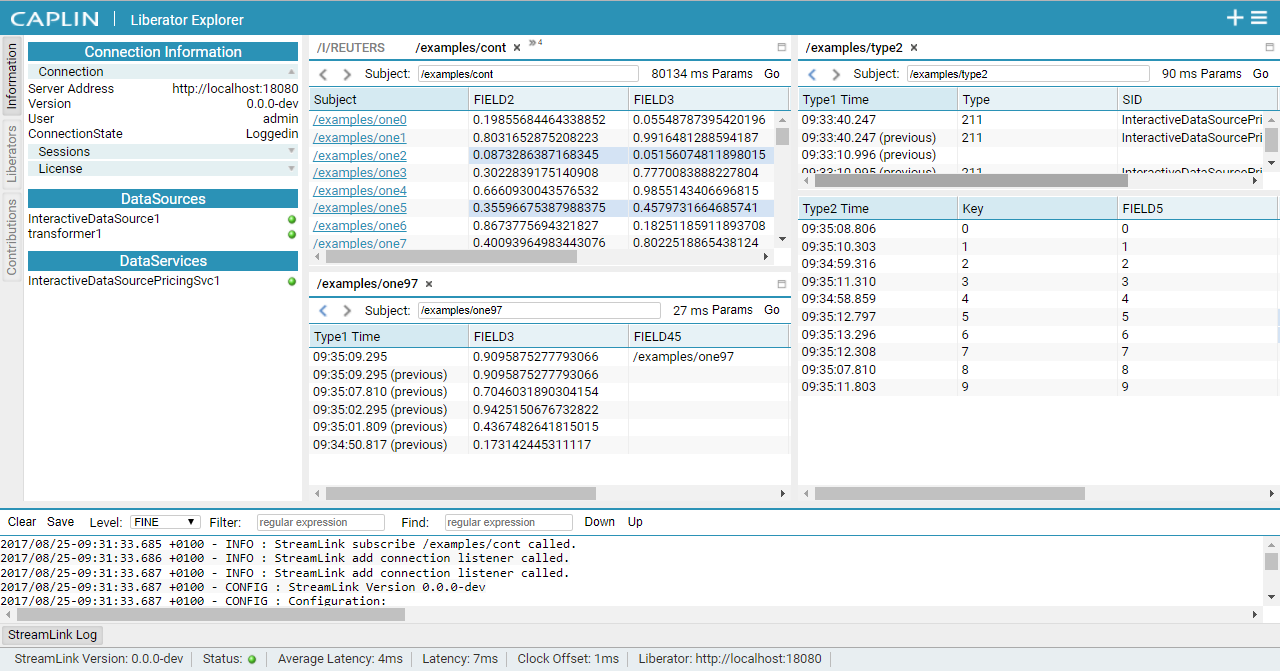 CAPLIN | Liberator Explorer
Information
Liberators
Contributions
Connection Information
Connection
Server Address http://localhost:18080
Version 0.0.0-dev
User admin
ConnectionState Loggedin
Sessions
License
DataSources
InteractiveDataSource1
transformer1
DataServices
InteractiveDataSourcePricingSvc1
/I/REUTERS /examples/cont × »4
Subject: /examples/cont 80134 ms Params Go
Subject FIELD2 FIELD3
/examples/one0 0.19855684464338852 0.05548787395420196
/examples/one1 0.8031652875208223 0.9916481288594187
/examples/one2 0.0873286387168345 0.05156074811898015
/examples/one3 0.3022839175140908 0.7770083880227804
/examples/one4 0.6660930043576532 0.9855143406696815
/examples/one5 0.35596675387988375 0.4579731664685741
/examples/one6 0.8673775694321827 0.18251185911893708
/examples/one7 0.40093964983443076 0.8022518865438124
/examples/one97 ×
Subject: /examples/one97 27 ms Params Go
Type1 Time FIELD3 FIELD45
09:35:09.295 0.9095875277793066 /examples/one97
09:35:09.295 (previous) 0.9095875277793066
09:35:07.810 (previous) 0.70460318903041​54
09:35:02.295 (previous) 0.9425150676732822
09:35:01.809 (previous) 0.4367482641815015
09:34:50.817 (previous) 0.173142445311117
/examples/type2 ×
Subject: /examples/type2 90 ms Params Go
Type1 Time Type SID
09:33:40.247 211 InteractiveDataSourcePri
09:33:40.247 (previous) 211 InteractiveDataSourcePri
09:33:10.996 (previous)
09:33:10.995 (previous) 211 InteractiveDataSourcePri
Type2 Time Key FIELD5
09:35:08.806 0 0
09:35:10.303 1 1
09:34:59.316 2 2
09:35:11.310 3 3
09:34:58.859 4 4
09:35:12.797 5 5
09:35:13.296 6 6
09:35:12.308 7 7
09:35:07.810 8 8
09:35:11.803 9 9
Clear Save Level: FINE Filter: regular expression Find: regular expression Down Up
2017/08/25-09:31:33.685 +0100 - INFO : StreamLink subscribe /examples/cont called.
2017/08/25-09:31:33.686 +0100 - INFO : StreamLink add connection listener called.
2017/08/25-09:31:33.687 +0100 - INFO : StreamLink add connection listener called.
2017/08/25-09:31:33.687 +0100 - CONFIG : StreamLink Version 0.0.0-dev
2017/08/25-09:31:33.687 +0100 - CONFIG : Configuration:
StreamLink Log
StreamLink Version: 0.0.0-dev Status: Average Latency: 4ms Latency: 7ms Clock Offset: 1ms Liberator: http://localhost:18080